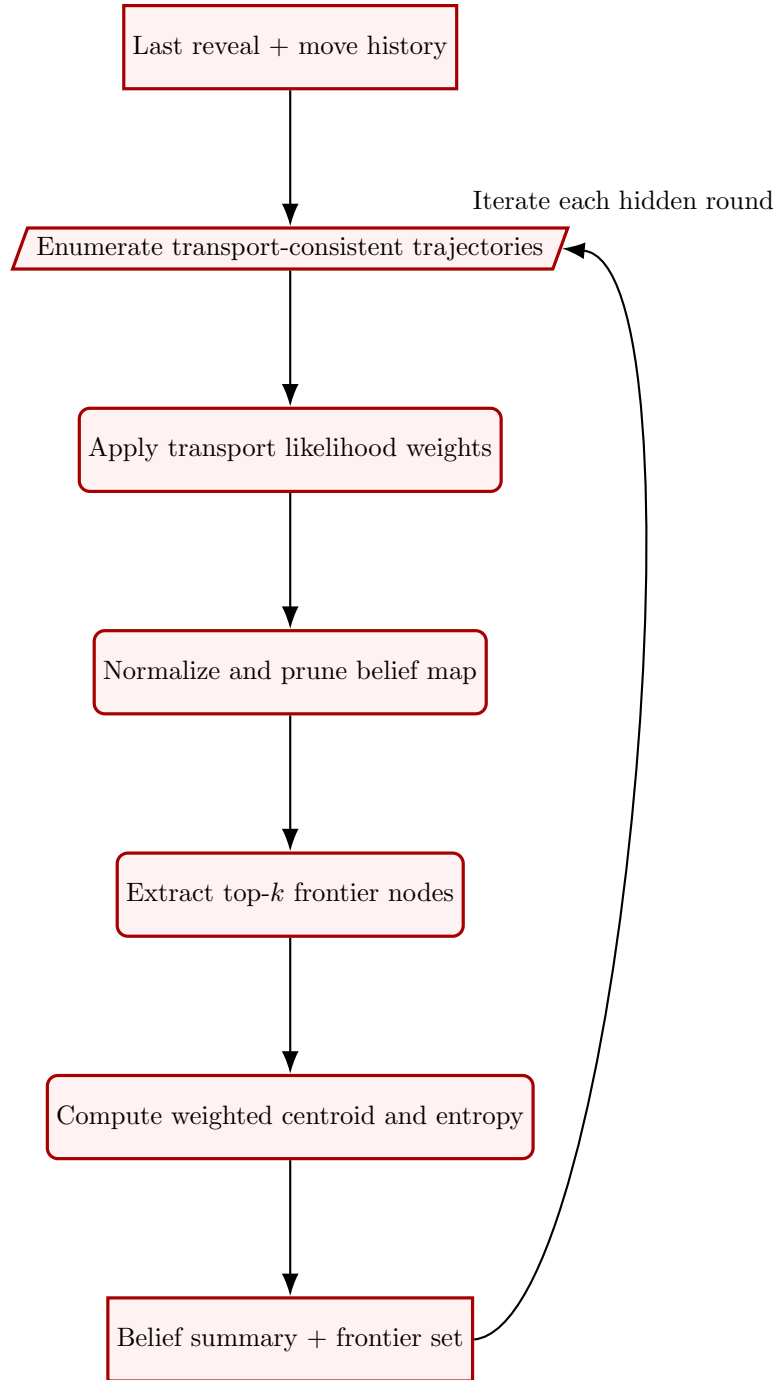 Last reveal + move history
Iterate each hidden round
Enumerate transport-consistent trajectories
Apply transport likelihood weights
Normalize and prune belief map
Extract top-k frontier nodes
Compute weighted centroid and entropy
Belief summary + frontier set